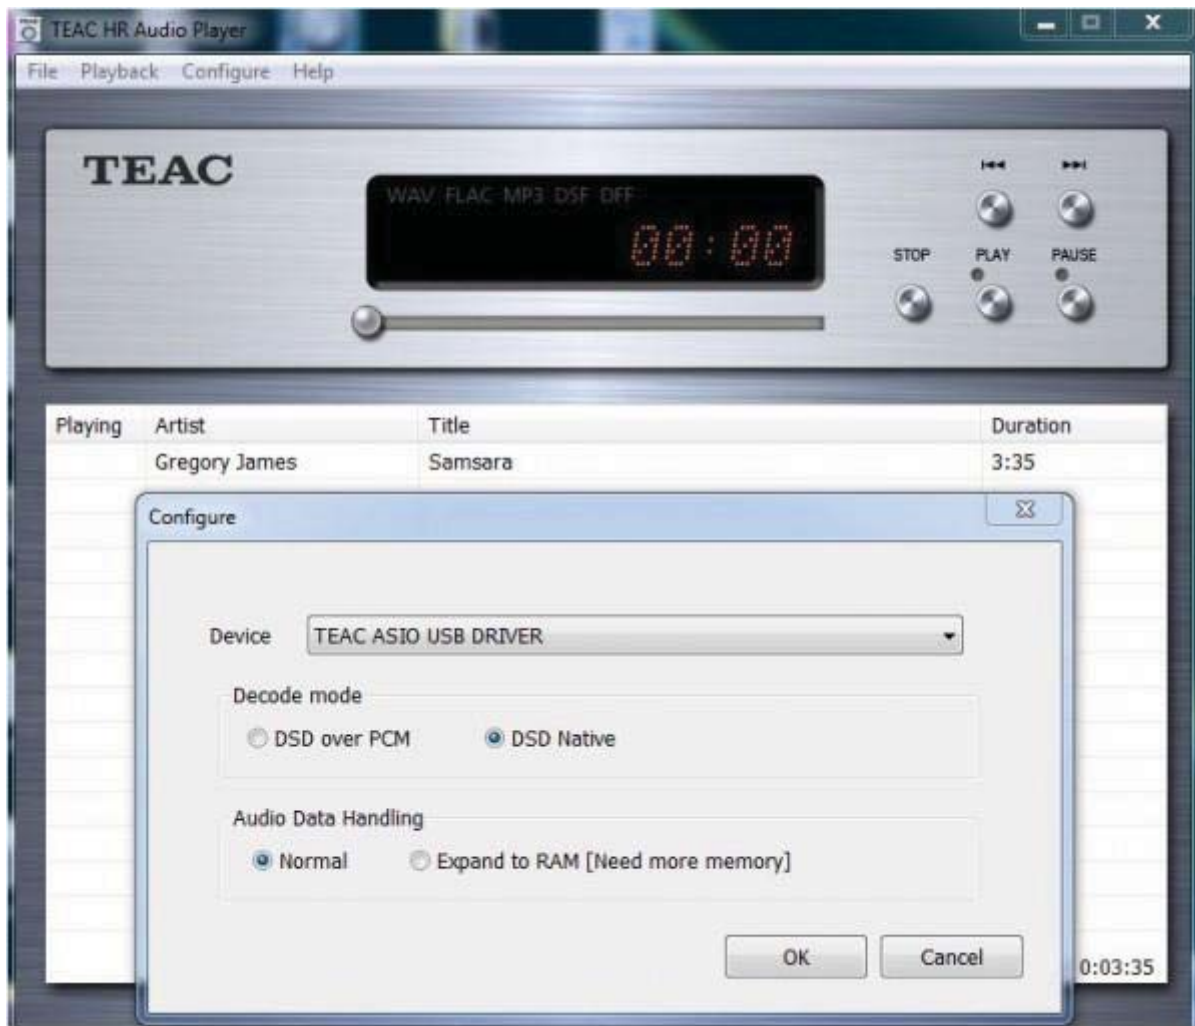 TEAC HR Audio Player
File Playback Configure Help
TEAC
WAV FLAC MP3 DSF DFF
00:00
STOP PLAY PAUSE
Playing Artist Title Duration
Gregory James Samsara 3:35
Configure
Device TEAC ASIO USB DRIVER
Decode mode
DSD over PCM DSD Native
Audio Data Handling
Normal Expand to RAM [Need more memory]
OK Cancel
0:03:35